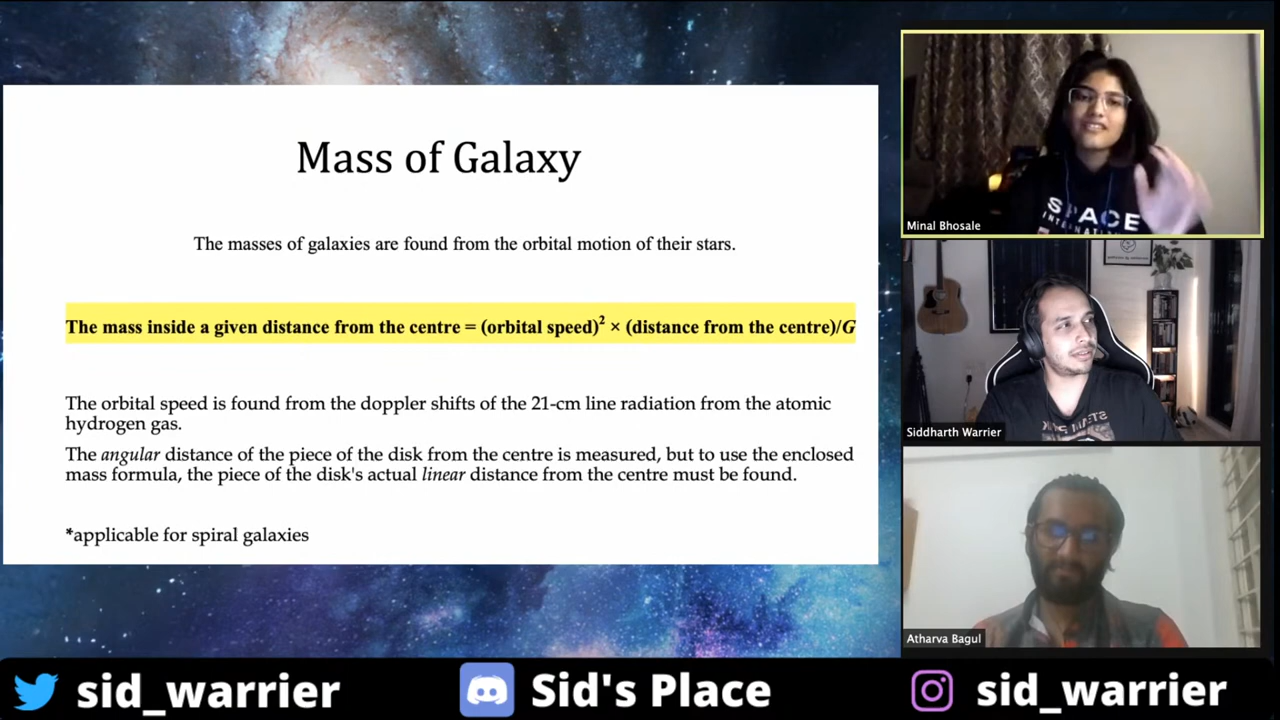 Mass of Galaxy
The masses of galaxies are found from the orbital motion of their stars.
The mass inside a given distance from the centre = (orbital speed)² × (distance from the centre)/G
The orbital speed is found from the doppler shifts of the 21-cm line radiation from the atomic
hydrogen gas.
The angular distance of the piece of the disk from the centre is measured, but to use the enclosed
mass formula, the piece of the disk's actual linear distance from the centre must be found.
*applicable for spiral galaxies
SPACE
Minal Bhosale
Siddharth Warrier
Atharva Bagul
sid_warrier
Sid's Place
sid_warrier